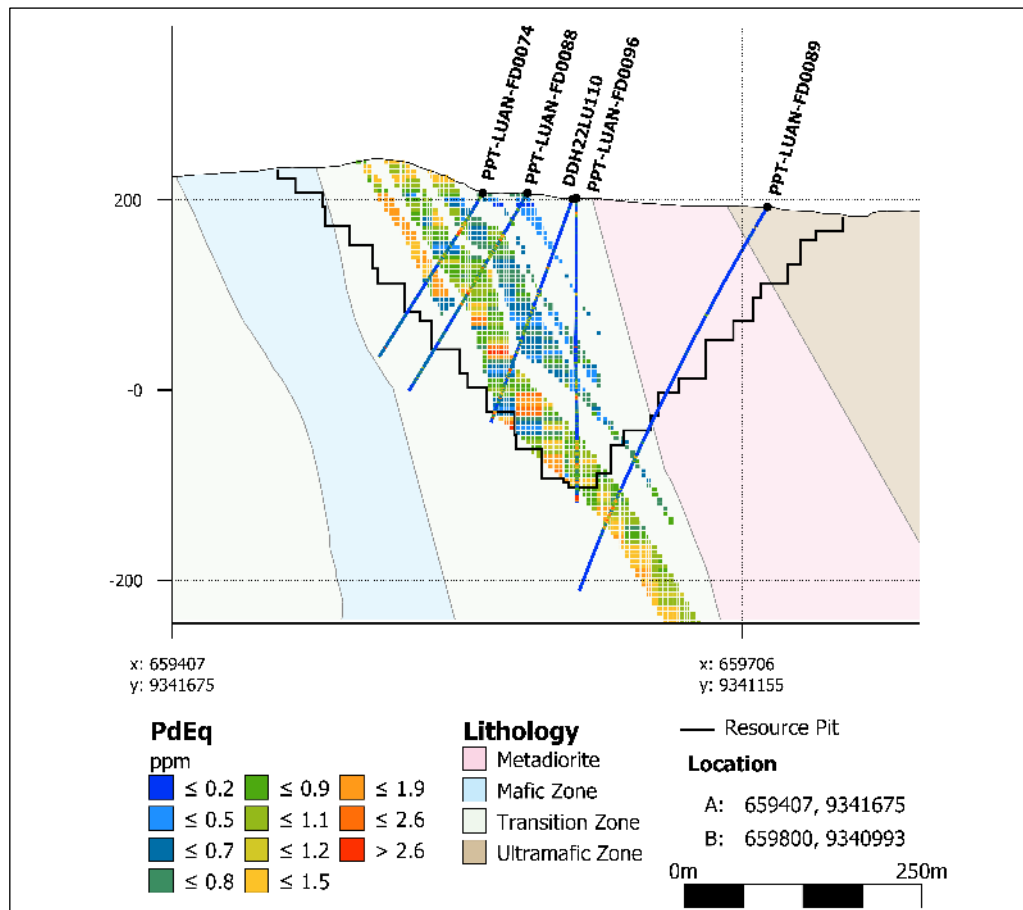 PPT-LUAN-FD0074
PPT-LUAN-FD0088
DDH22LU110
PPT-LUAN-FD0096
PPT-LUAN-FD0089
200
-0
-200
x: 659407
y: 9341675
x: 659706
y: 9341155
PdEq
ppm
≤ 0.2
≤ 0.9
≤ 1.9
≤ 0.5
≤ 1.1
≤ 2.6
≤ 0.7
≤ 1.2
> 2.6
≤ 0.8
≤ 1.5
Lithology
Metadiorite
Mafic Zone
Transition Zone
Ultramafic Zone
Resource Pit
Location
A: 659407, 9341675
B: 659800, 9340993
0m
250m